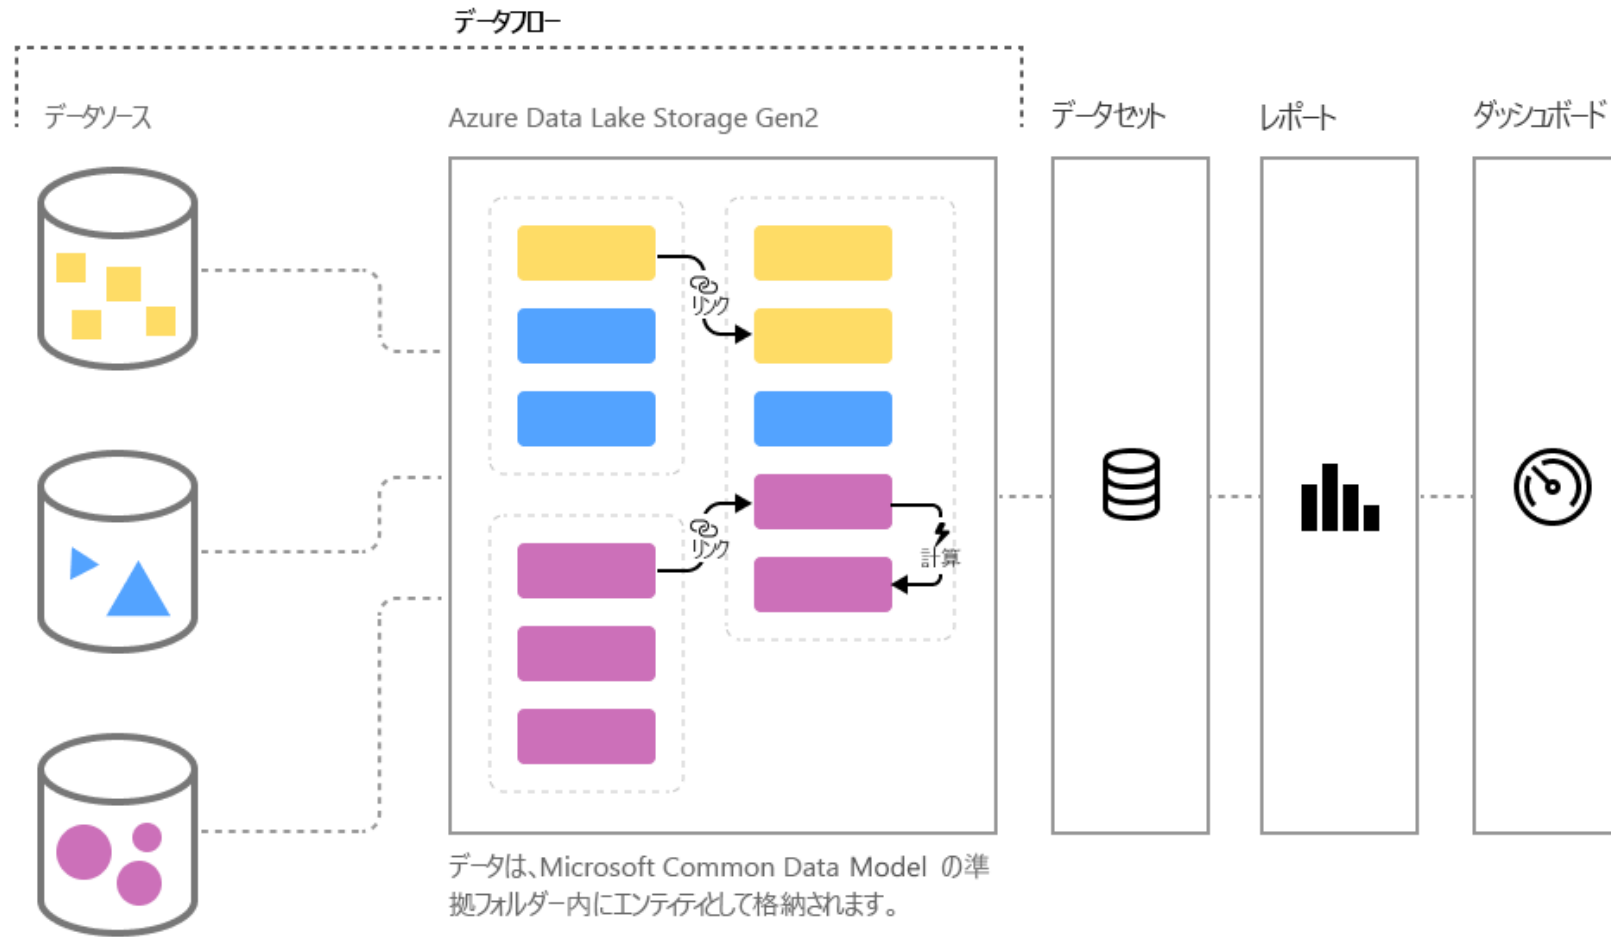 データフロー
データソース
Azure Data Lake Storage Gen2
データセット
レポート
ダッシュボード
リンク
リンク
計算
データは、Microsoft Common Data Model の準
拠フォルダー内にエンティティとして格納されます。